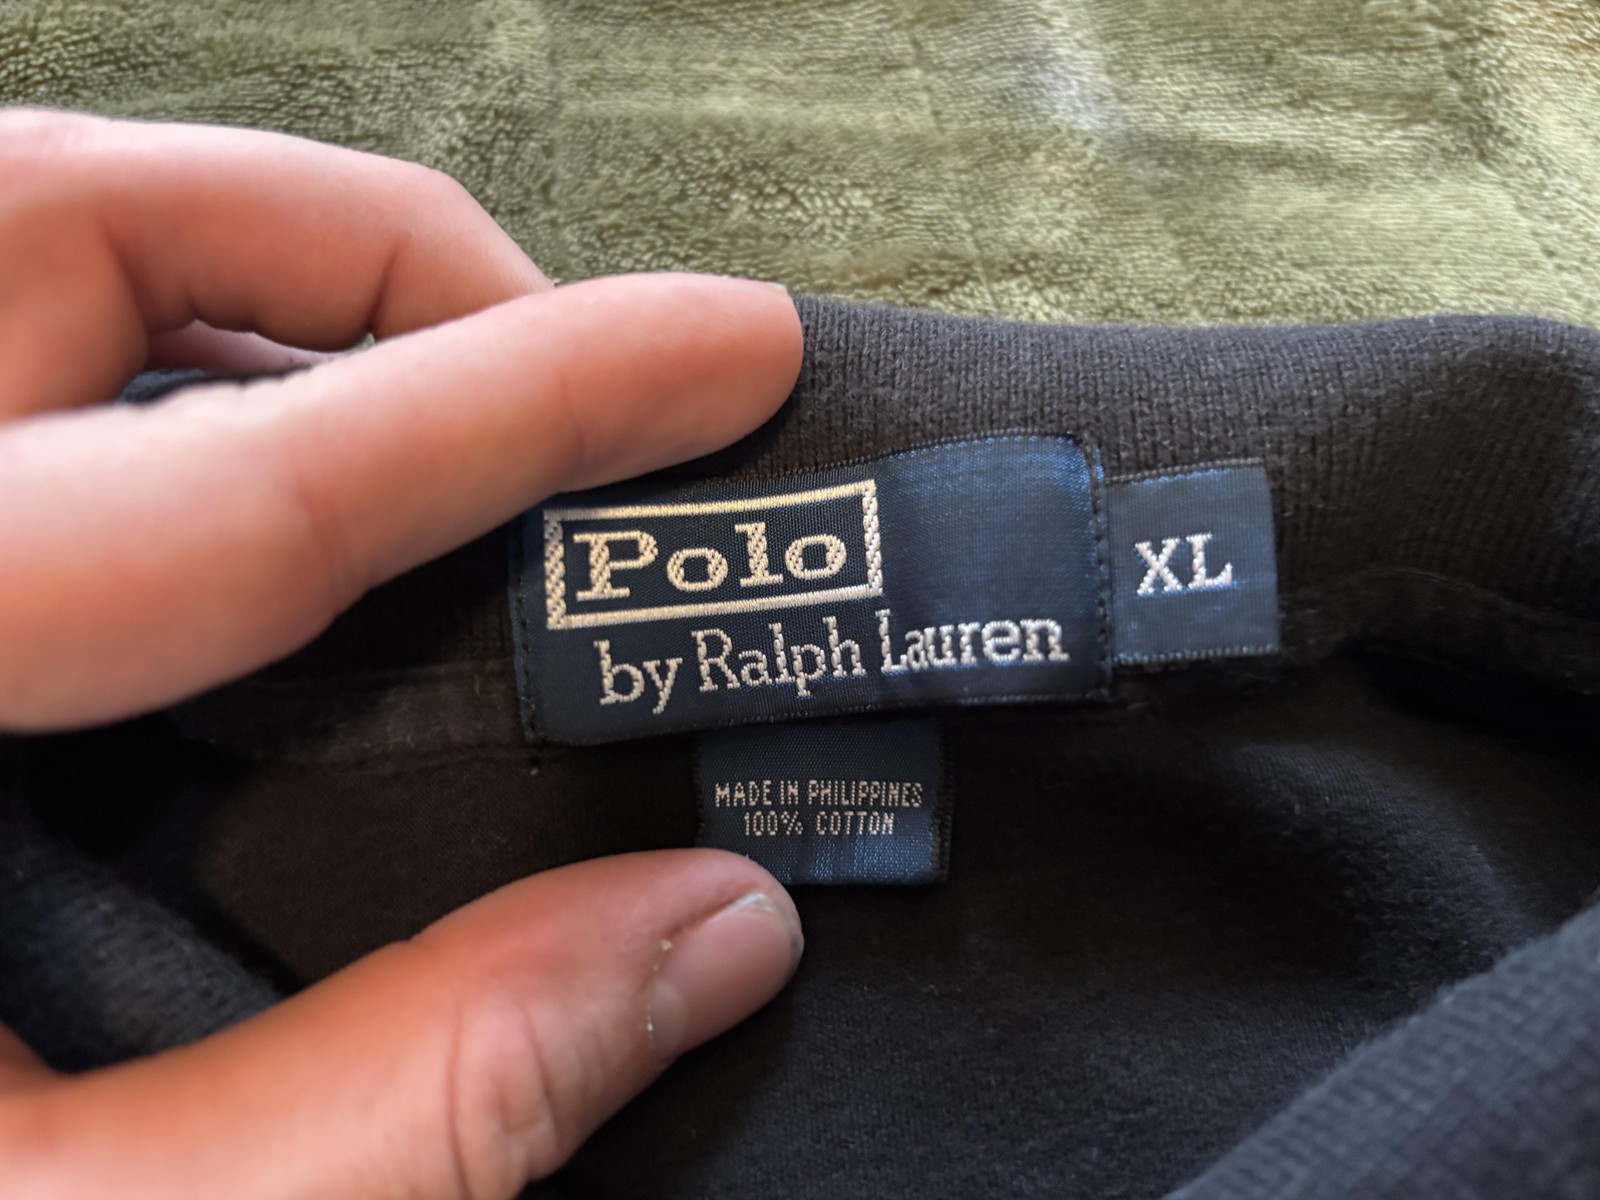 Polo
by Ralph Lauren
XL
MADE IN PHILIPPINES
100% COTTON